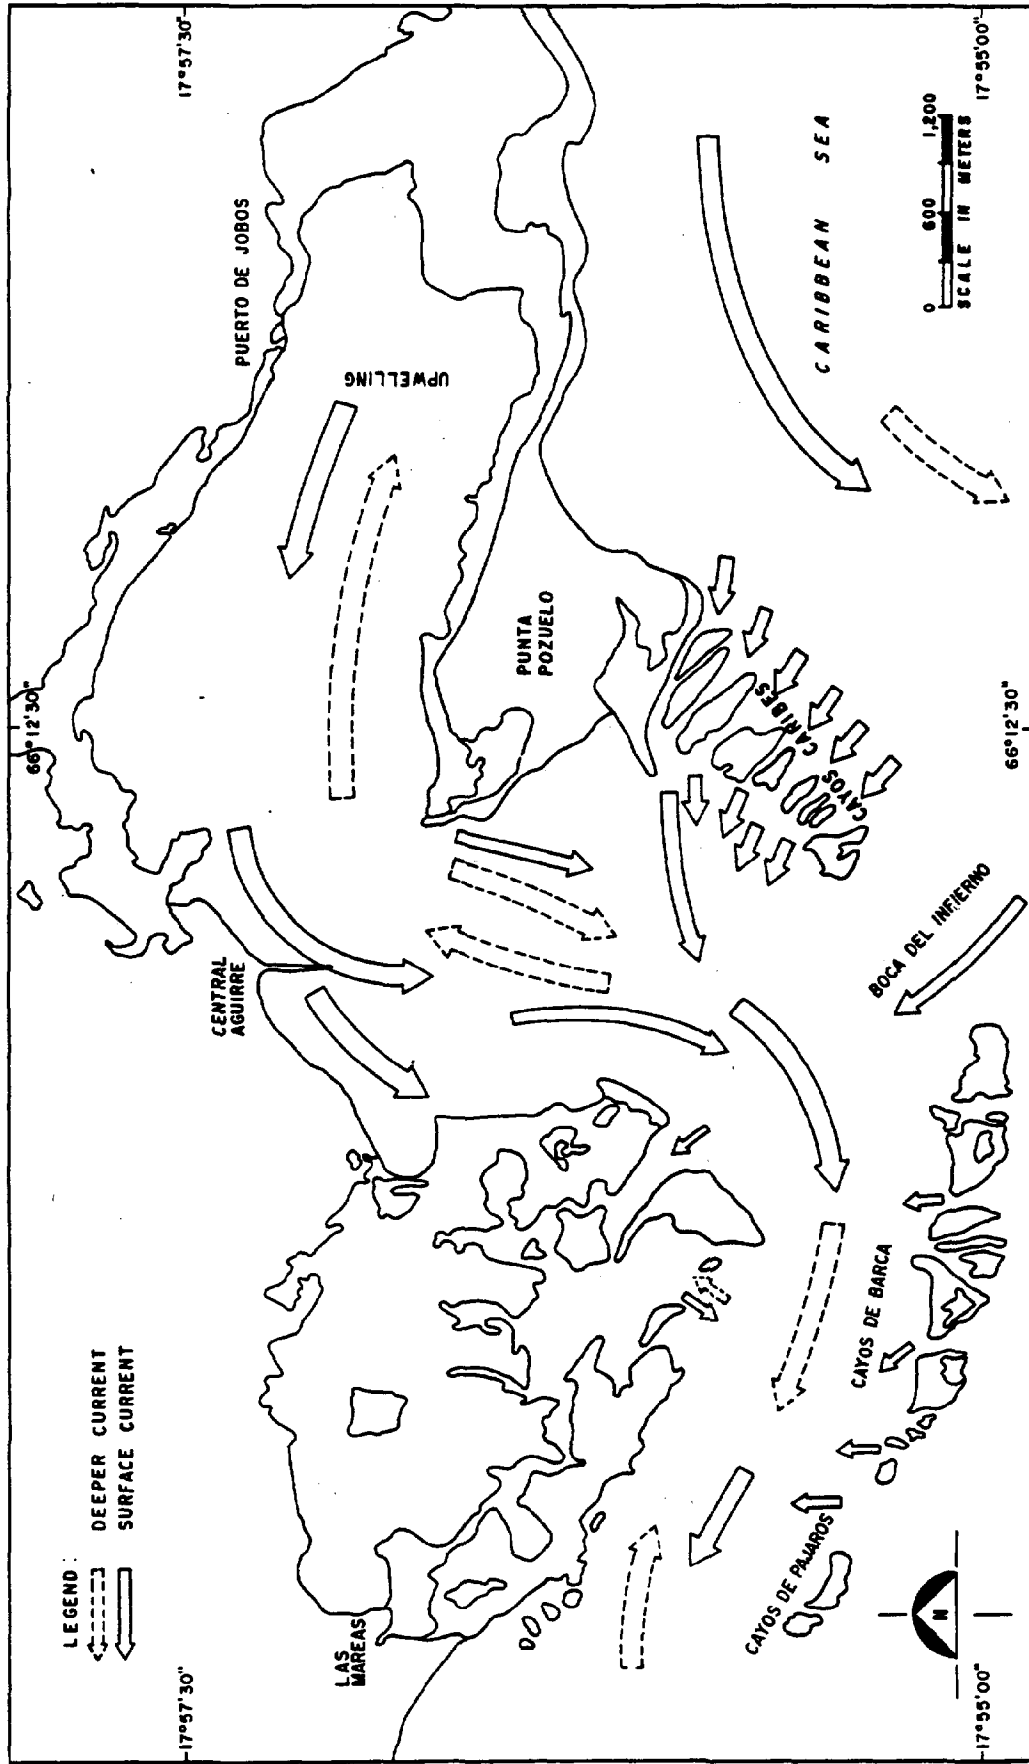 LEGEND:
DEEPER CURRENT
SURFACE CURRENT
17°57'30"
66°12'30"
17°57'30"
PUERTO DE JOBOS
CENTRAL
AGUIRRE
UPWELLING
LAS
MAREAS
PUNTA
POZUELO
CAYOS CARIBES
CARIBBEAN SEA
CAYOS DE PAJAROS
CAYOS DE BARCA
BOCA DEL INFIERNO
N
0 600 1,200
SCALE IN METERS
17°55'00"
66°12'30"
17°55'00"